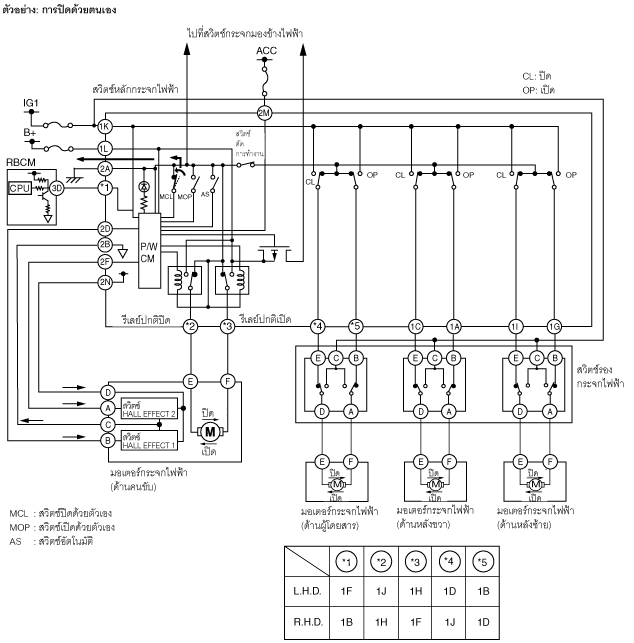 ตัวอย่าง: การปิดด้วยตนเอง
ไปที่สวิตช์กระจกมองข้างไฟฟ้า
ACC
CL: ปิด
OP: เปิด
สวิตช์หลักกระจกไฟฟ้า
IG1
B+
1K
2M
1L
สวิตช์
ตัด
การทำงาน
RBCM
2A
CPU
3D
*1
MCL
MOP
AS
CL
OP
CL
OP
CL
OP
2D
2B
2F
2N
P/W
CM
รีเลย์ปกติปิด
*2
*3
รีเลย์ปกติเปิด
*4
*5
1C
1A
1I
1G
E
C
B
E
C
B
E
C
B
สวิตช์รอง
กระจกไฟฟ้า
D
A
D
A
D
A
E
F
D
A
C
B
สวิตช์
HALL EFFECT 2
สวิตช์
HALL EFFECT 1
ปิด
M
เปิด
มอเตอร์กระจกไฟฟ้า
(ด้านคนขับ)
E
F
E
F
E
F
ปิด
M
เปิด
ปิด
M
เปิด
ปิด
M
เปิด
มอเตอร์กระจกไฟฟ้า
(ด้านผู้โดยสาร)
มอเตอร์กระจกไฟฟ้า
(ด้านหลังขวา)
มอเตอร์กระจกไฟฟ้า
(ด้านหลังซ้าย)
MCL : สวิตช์ปิดด้วยตัวเอง
MOP : สวิตช์เปิดด้วยตัวเอง
AS : สวิตช์อัตโนมัติ
*1 *2 *3 *4 *5
L.H.D. 1F 1J 1H 1D 1B
R.H.D. 1B 1H 1F 1J 1D